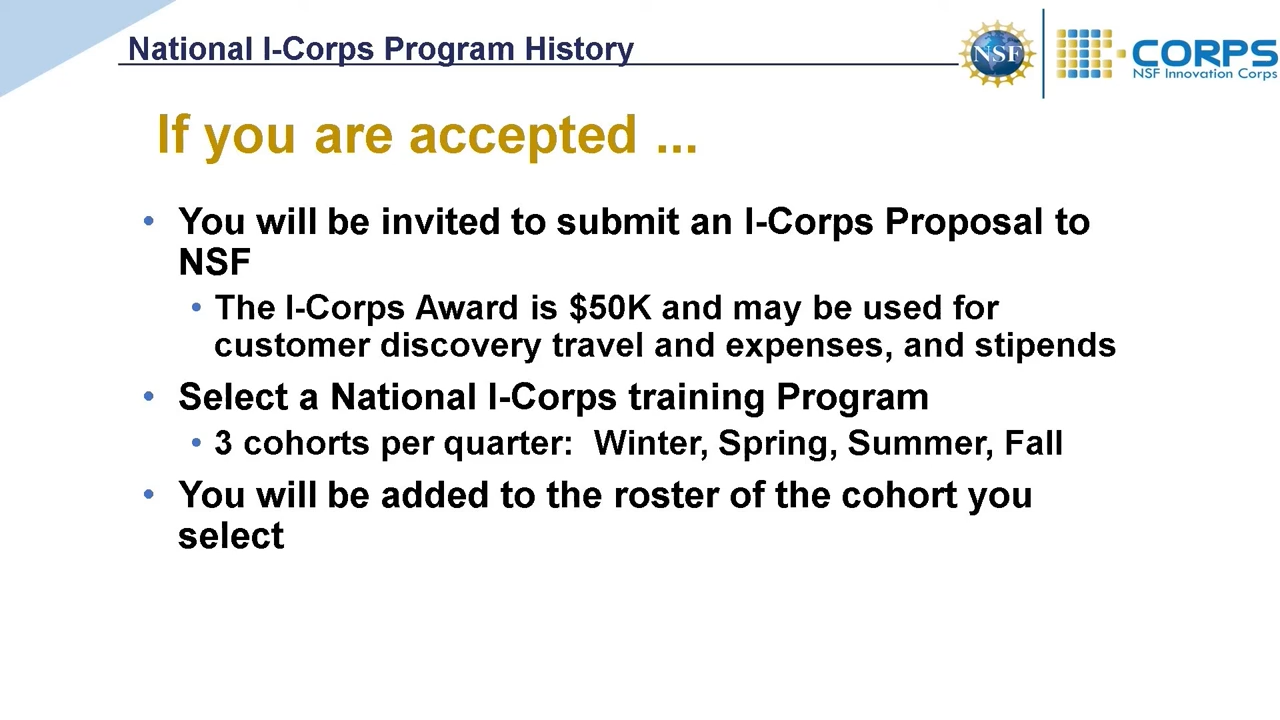 National I-Corps Program History
NSF
CORPS
NSF Innovation Corps
If you are accepted ...
• You will be invited to submit an I-Corps Proposal to
NSF
• The I-Corps Award is $50K and may be used for
customer discovery travel and expenses, and stipends
• Select a National I-Corps training Program
• 3 cohorts per quarter:  Winter, Spring, Summer, Fall
• You will be added to the roster of the cohort you
select